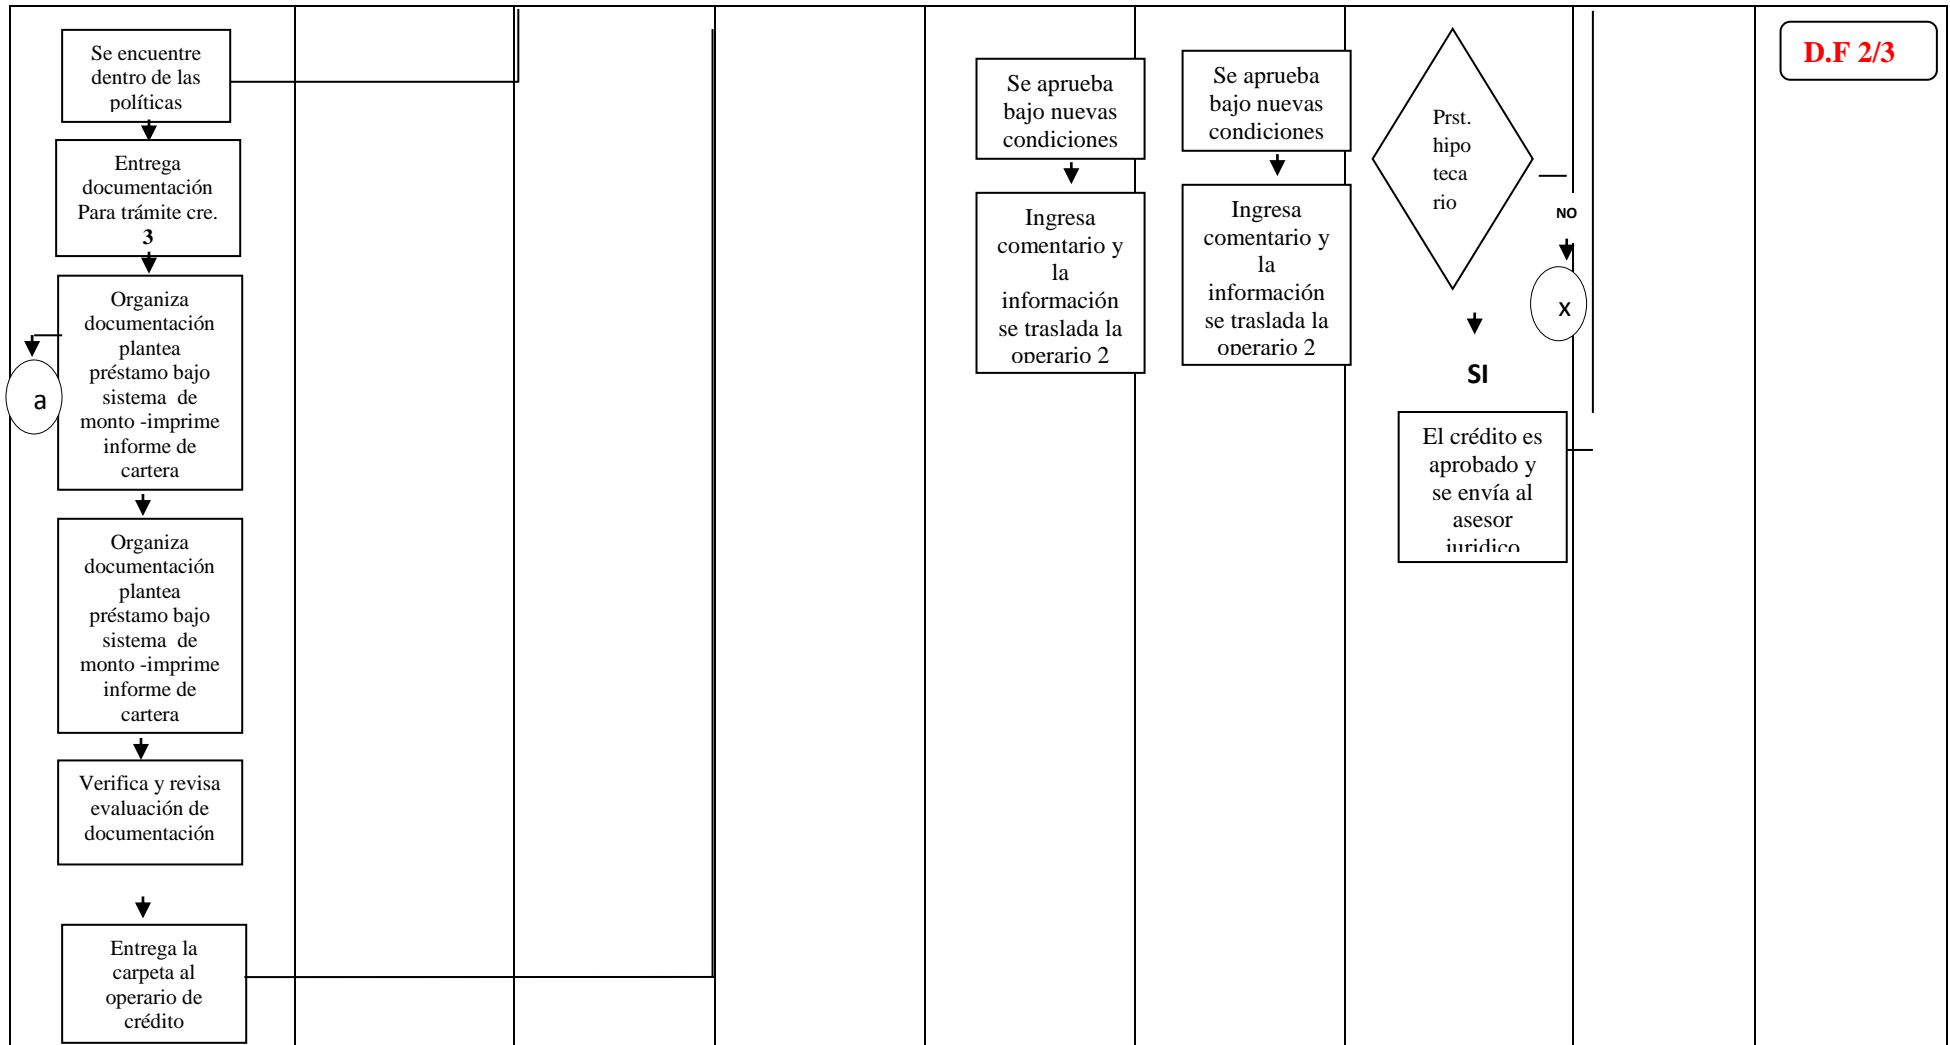 Se encuentre
dentro de las
políticas
Entrega
documentación
Para trámite cre.
3
Organiza
documentación
plantea
préstamo bajo
sistema de
monto -imprime
informe de
cartera
a
Organiza
documentación
plantea
préstamo bajo
sistema de
monto -imprime
informe de
cartera
Verifica y revisa
evaluación de
documentación
Entrega la
carpeta al
operario de
crédito
Se aprueba
bajo nuevas
condiciones
Ingresa
comentario y
la
información
se traslada la
operario 2
Se aprueba
bajo nuevas
condiciones
Ingresa
comentario y
la
información
se traslada la
operario 2
Prst.
hipo
teca
rio
NO
X
SI
El crédito es
aprobado y
se envía al
asesor
juridico
D.F 2/3